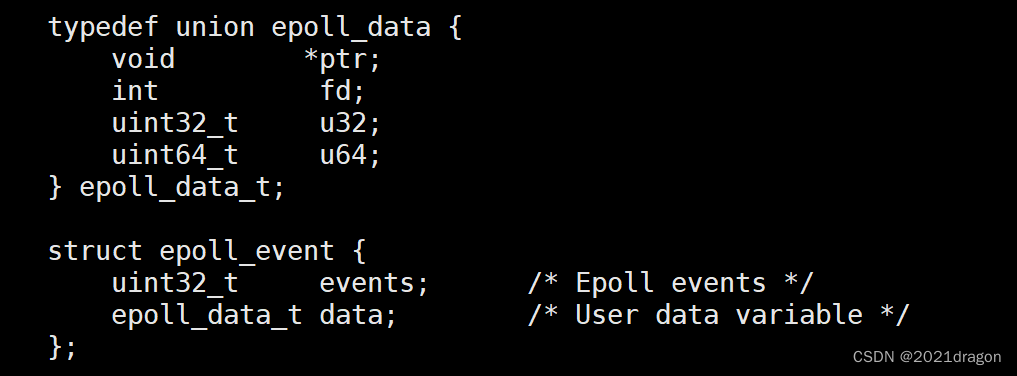 typedef union epoll_data {
    void        *ptr;
    int          fd;
    uint32_t     u32;
    uint64_t     u64;
} epoll_data_t;

struct epoll_event {
    uint32_t     events;      /* Epoll events */
    epoll_data_t data;        /* User data variable */
};
CSDN @2021dragon